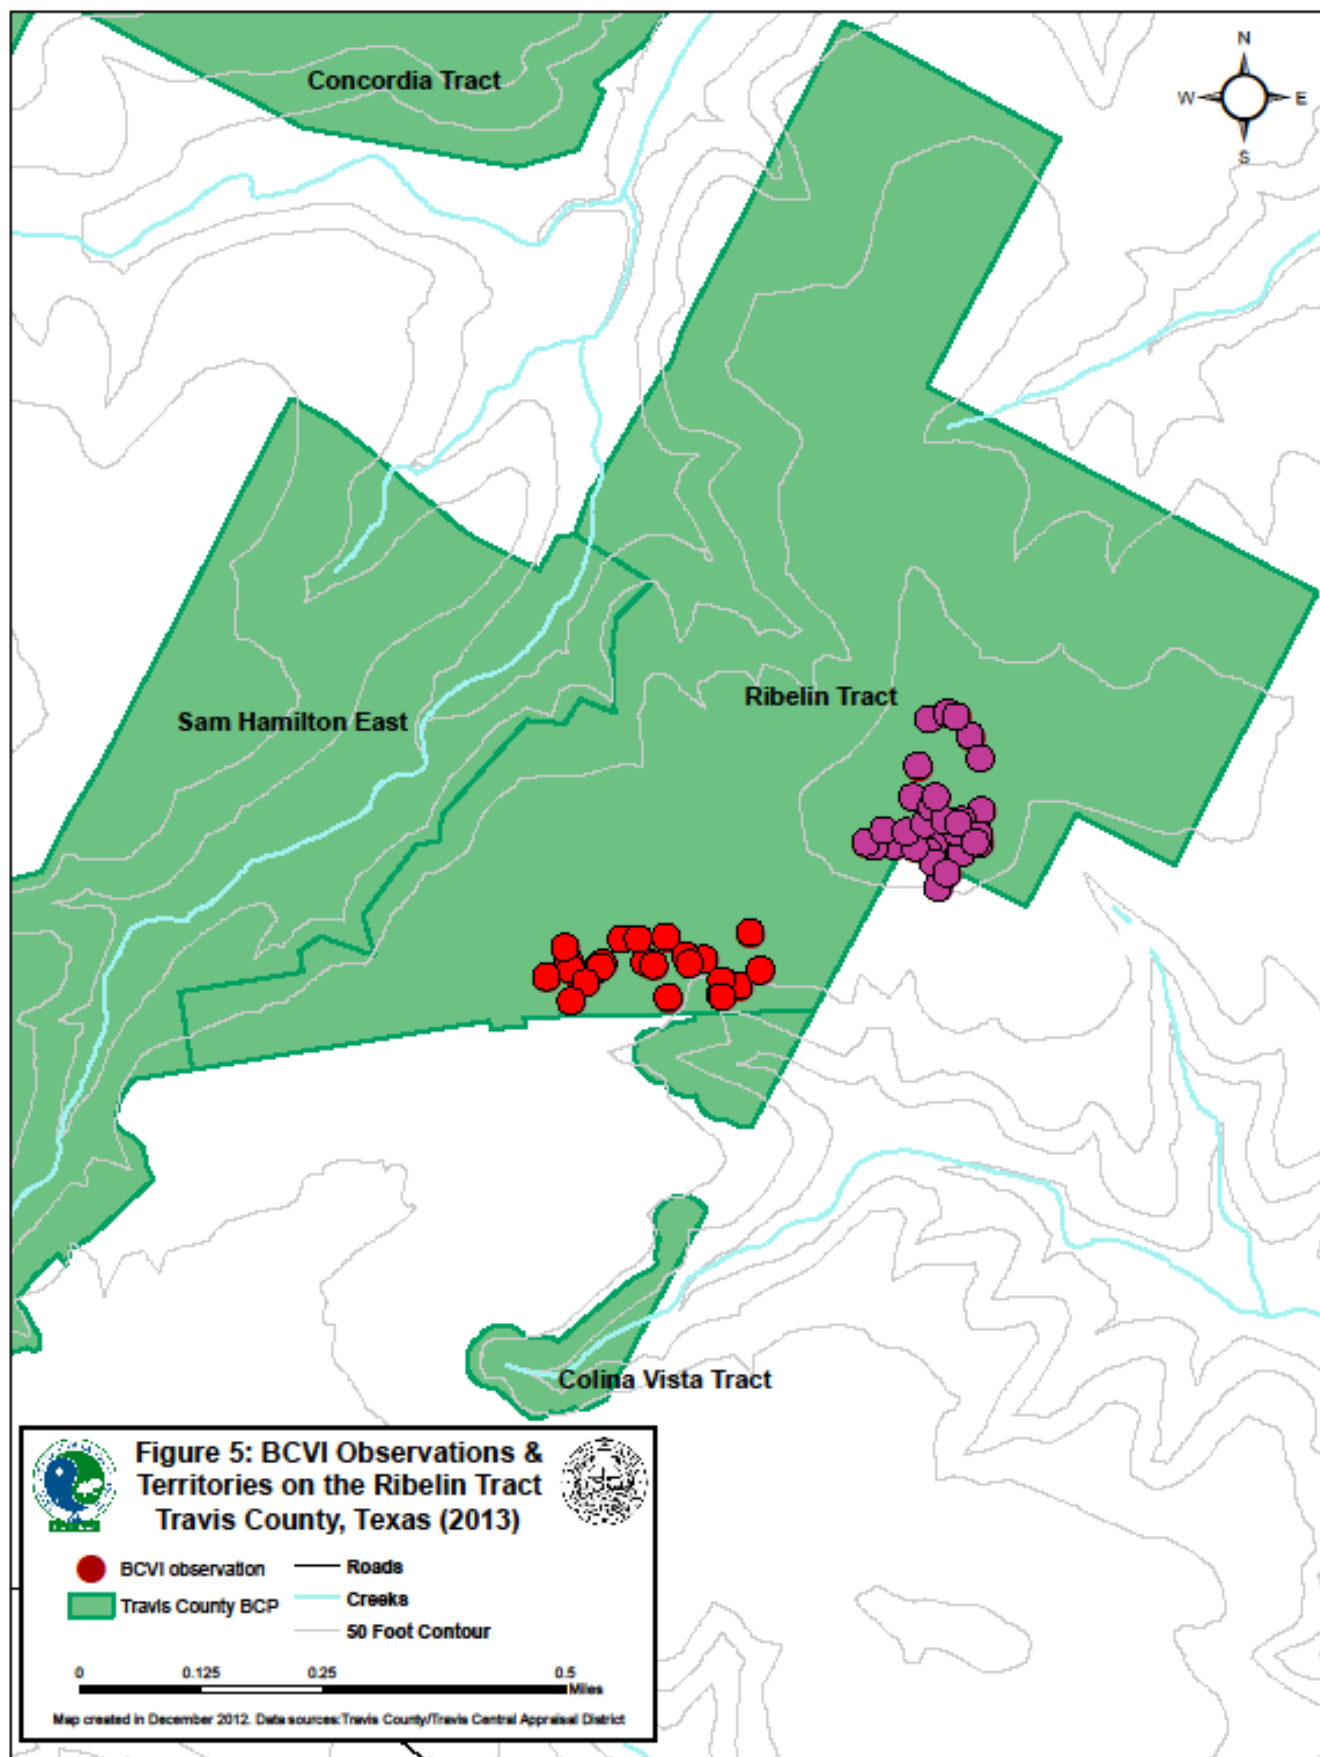 Concordia Tract
N
W E
S
Ribelin Tract
Sam Hamilton East
Colina Vista Tract
Figure 5: BCVI Observations &
Territories on the Ribelin Tract
Travis County, Texas (2013)
BCVI observation
Roads
Travis County BCP
Creeks
50 Foot Contour
0 0.125 0.25 0.5
Miles
Map created in December 2012. Data sources:Travis County/Travis Central Appraisal District